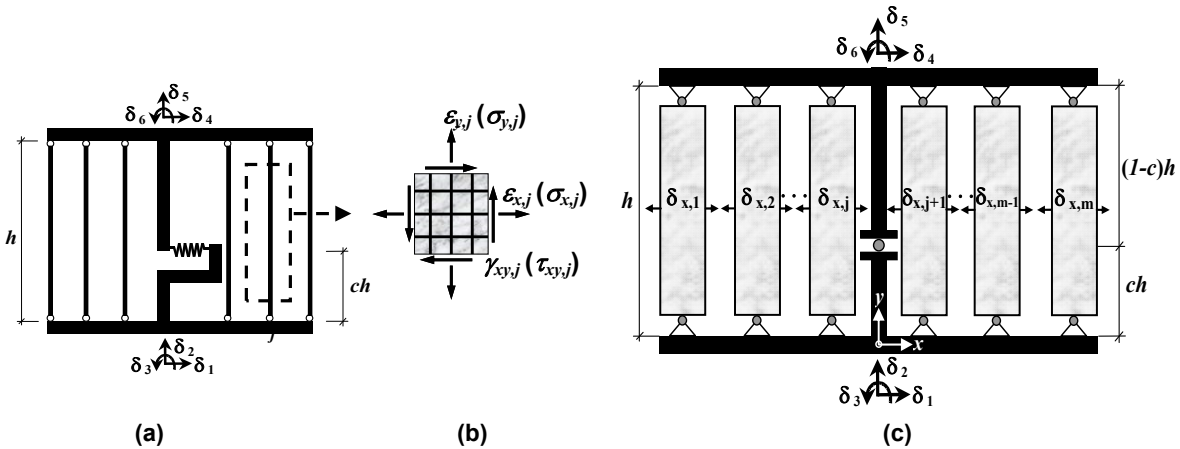 δ5
δ6 δ4
h
ch
j
δ2
δ3 δ1
(a)
εy,j (σy,j)
εx,j (σx,j)
γxy,j (τxy,j)
(b)
δ5
δ6 δ4
h
δx,1 δx,2 ... δx,j δx,j+1 ... δx,m-1 δx,m
(1-c)h
ch
y
x
δ2
δ3 δ1
(c)